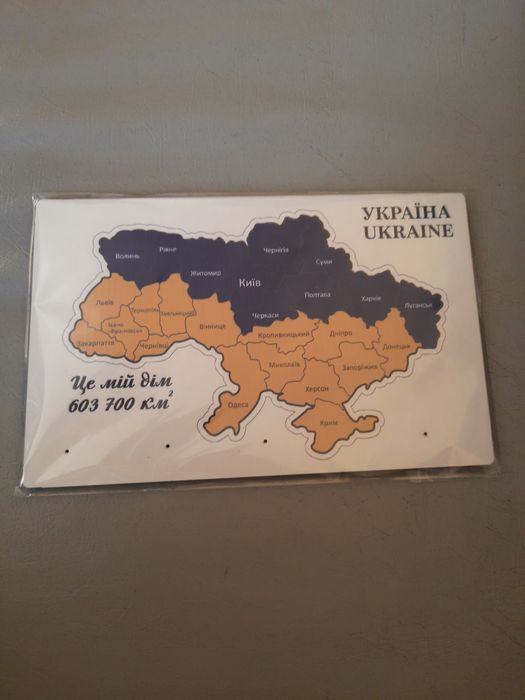 УКРАЇНА
UKRAINE
Волинь
Рівне
Чернігів
Суми
Житомир
Київ
Полтава
Харків
Луганськ
Львів
Тернопіль
Хмельницький
Вінниця
Черкаси
Івано
Франківськ
Закарпаття
Чернівці
Кропивницький
Дніпро
Донецьк
Миколаїв
Запоріжжя
Одеса
Херсон
Крим
Це мій дім
603 700 км²